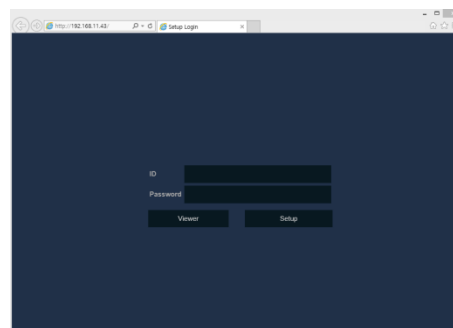 http://192.168.11.43/
Setup Login
ID
Password
Viewer
Setup